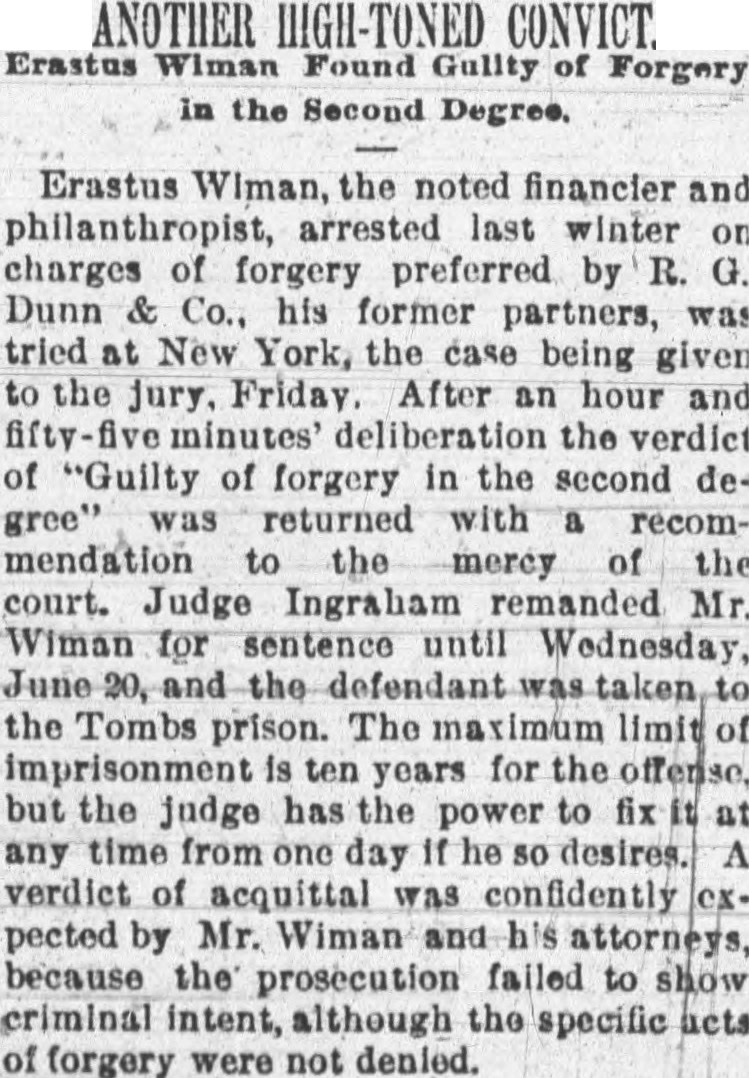 ANOTHER HIGH-TONED CONVICT.
Erastus Wiman Found Guilty of Forgery
in the Second Degree.
Erastus Wiman, the noted financier and
philanthropist, arrested last winter on
charges of forgery preferred by R. G.
Dunn & Co., his former partners, was
tried at New York, the case being given
to the jury, Friday. After an hour and
fifty-five minutes' deliberation the verdict
of "Guilty of forgery in the second de-
gree" was returned with a recom-
mendation to the mercy of the
court. Judge Ingraham remanded Mr.
Wiman for sentence until Wednesday,
June 20, and the defendant was taken to
the Tombs prison. The maximum limit of
imprisonment is ten years for the offense,
but the judge has the power to fix it at
any time from one day if he so desires. A
verdict of acquittal was confidently ex-
pected by Mr. Wiman and his attorneys,
because the prosecution failed to show
criminal intent, although the specific acts
of forgery were not denied.